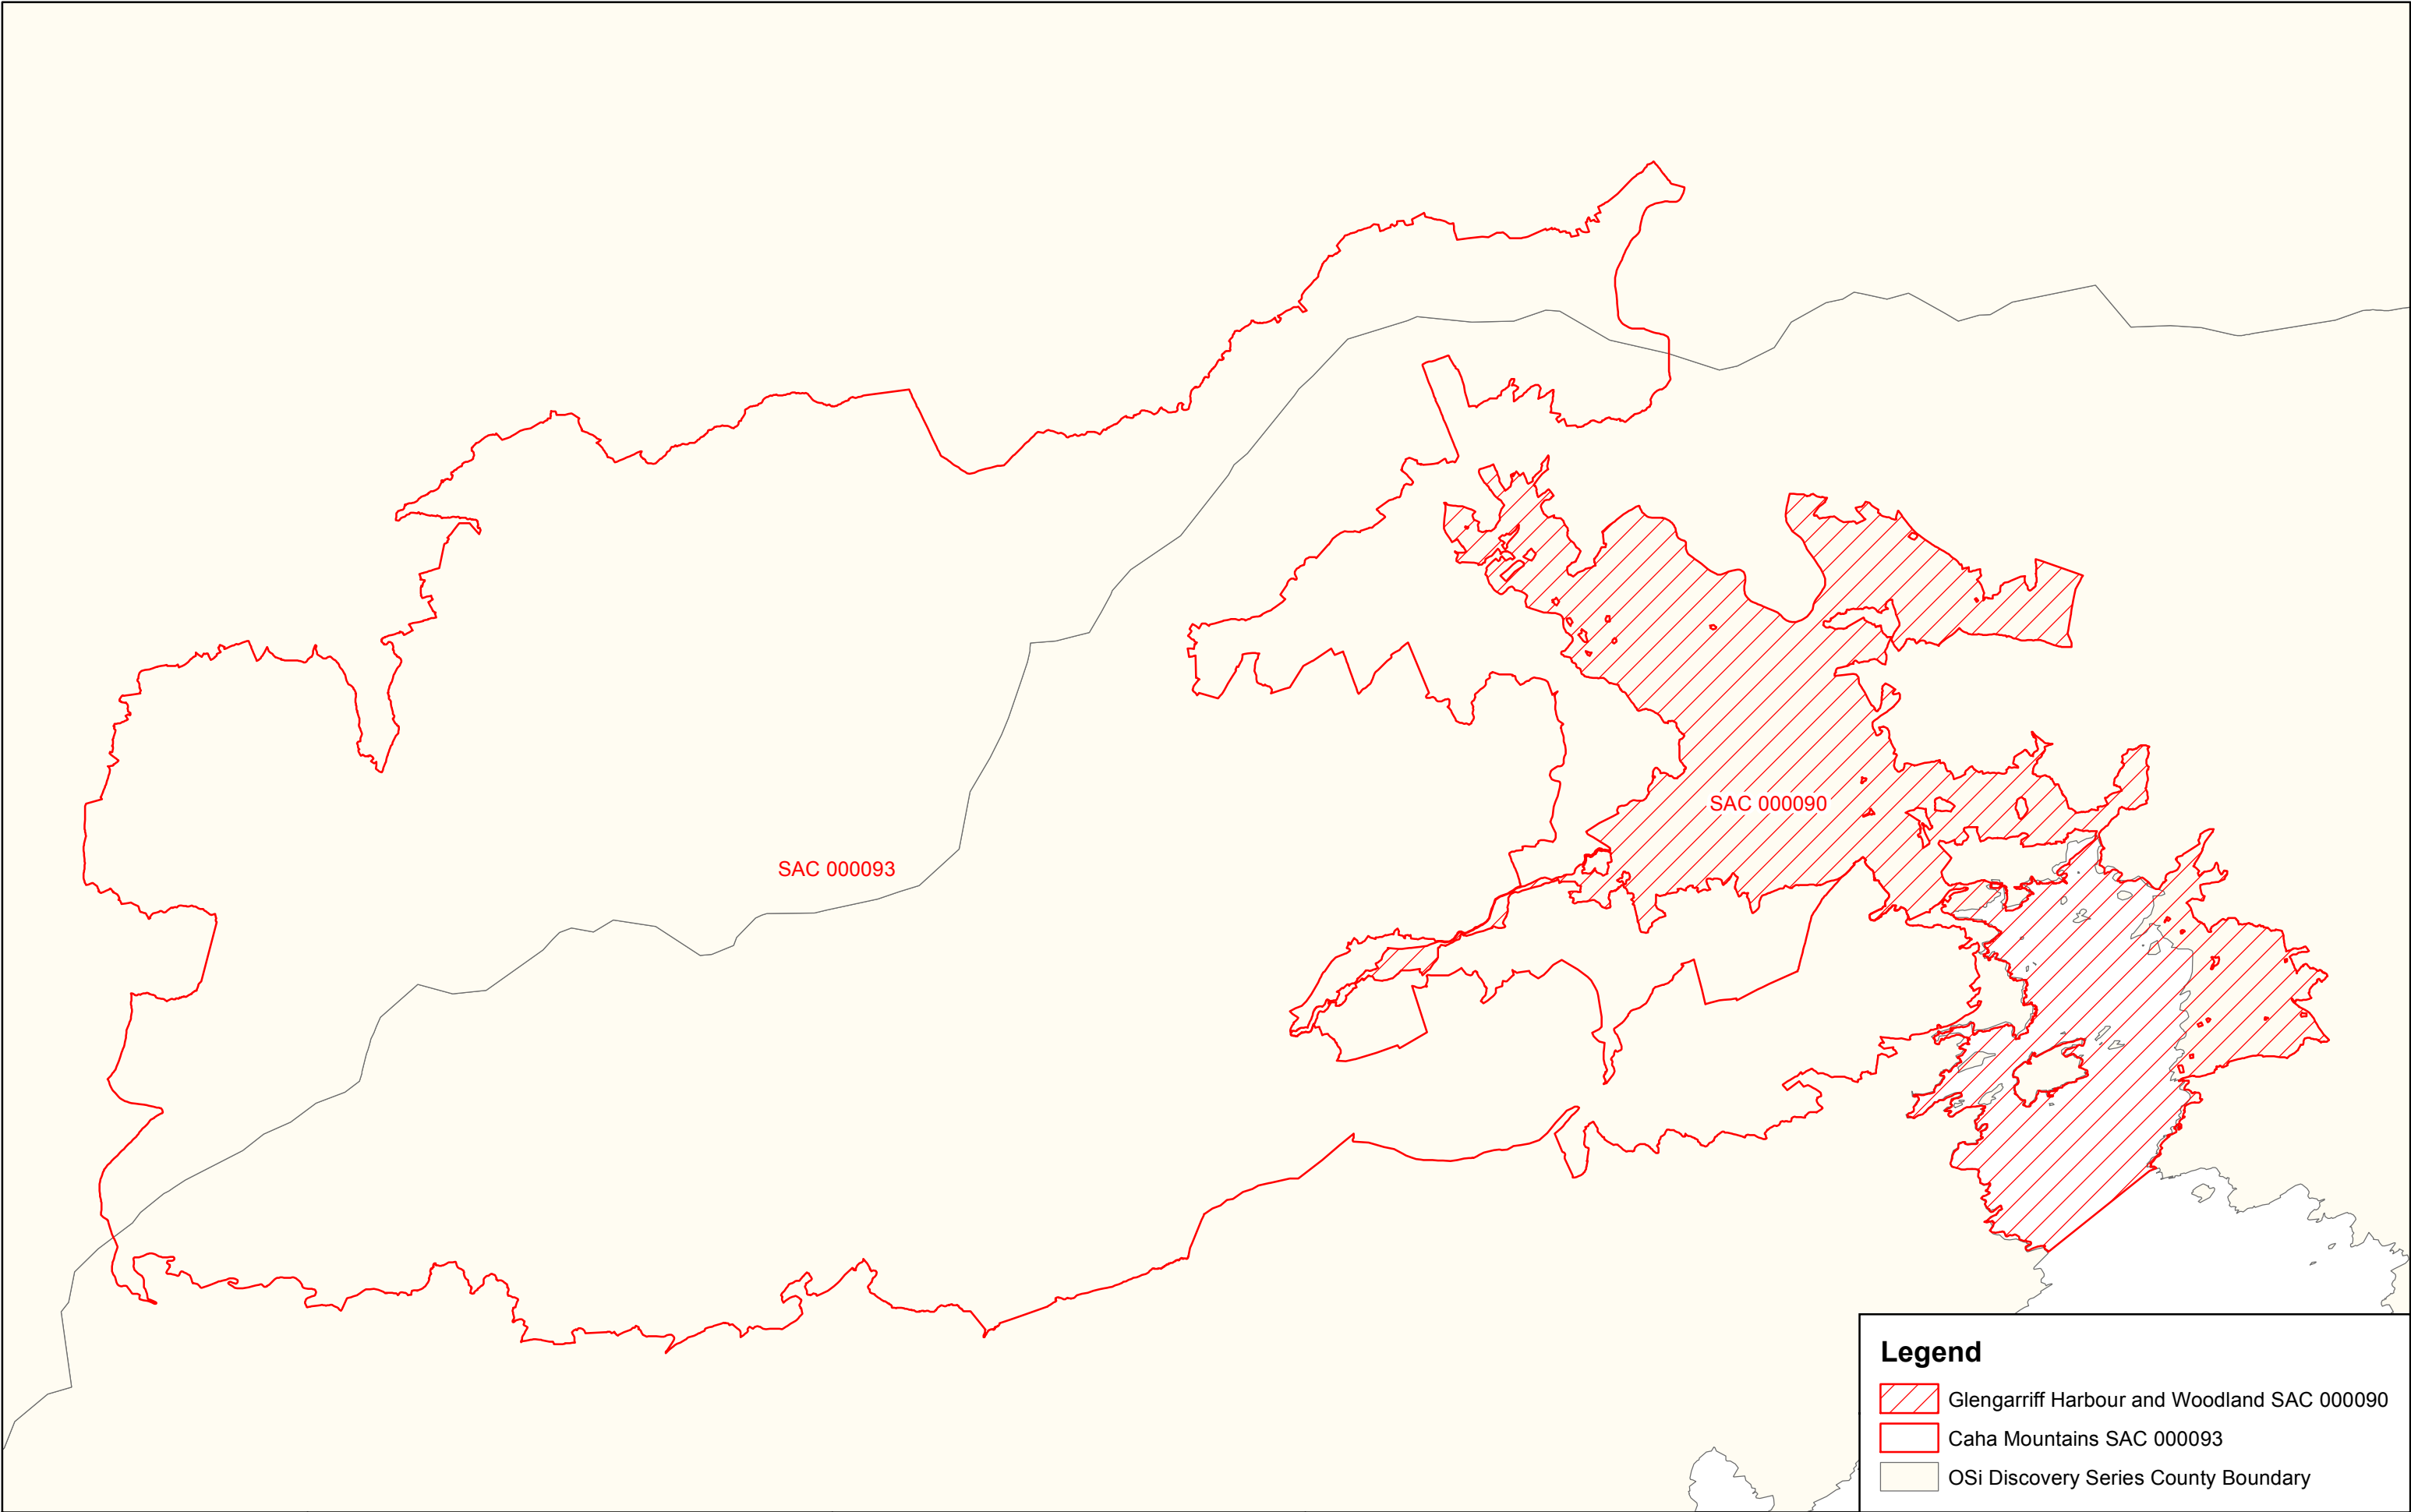 SAC 000090
SAC 000093
Legend
Glengarriff Harbour and Woodland SAC 000090
Caha Mountains SAC 000093
OSi Discovery Series County Boundary